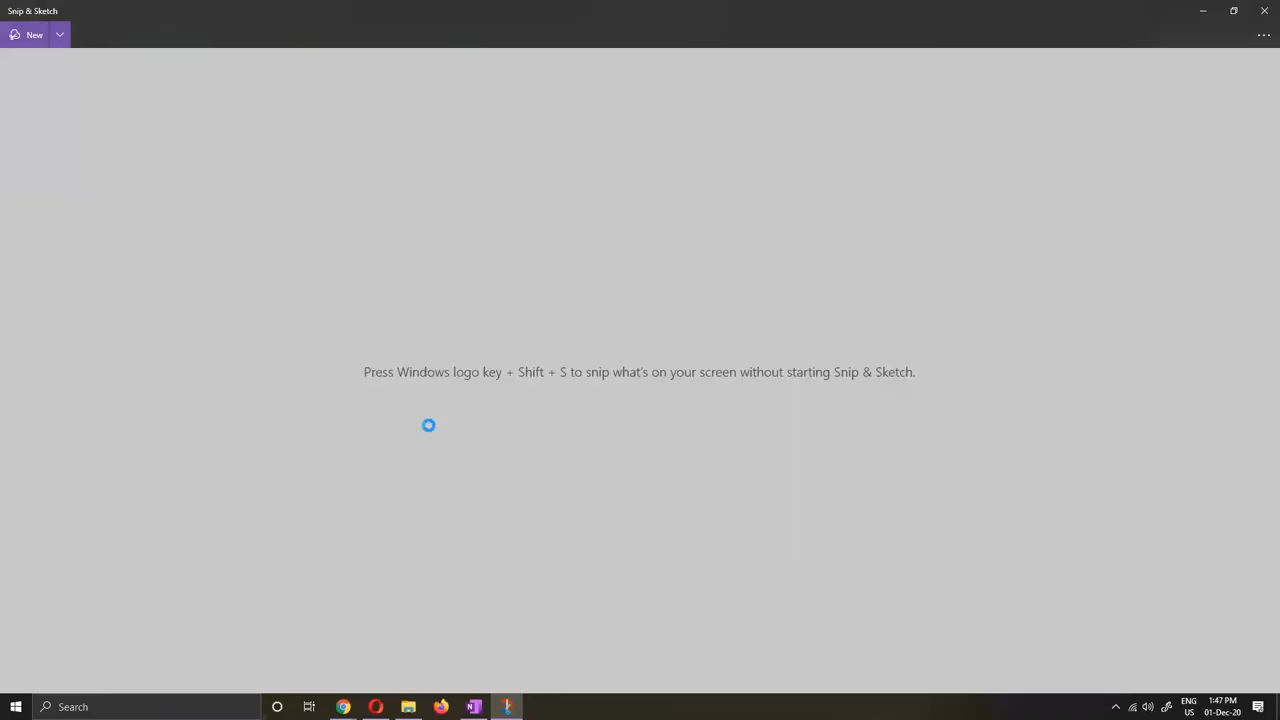 Snip & Sketch
New
Press Windows logo key + Shift + S to snip what's on your screen without starting Snip & Sketch.
Search
N
ENG
US
1:47 PM
01-Dec-20